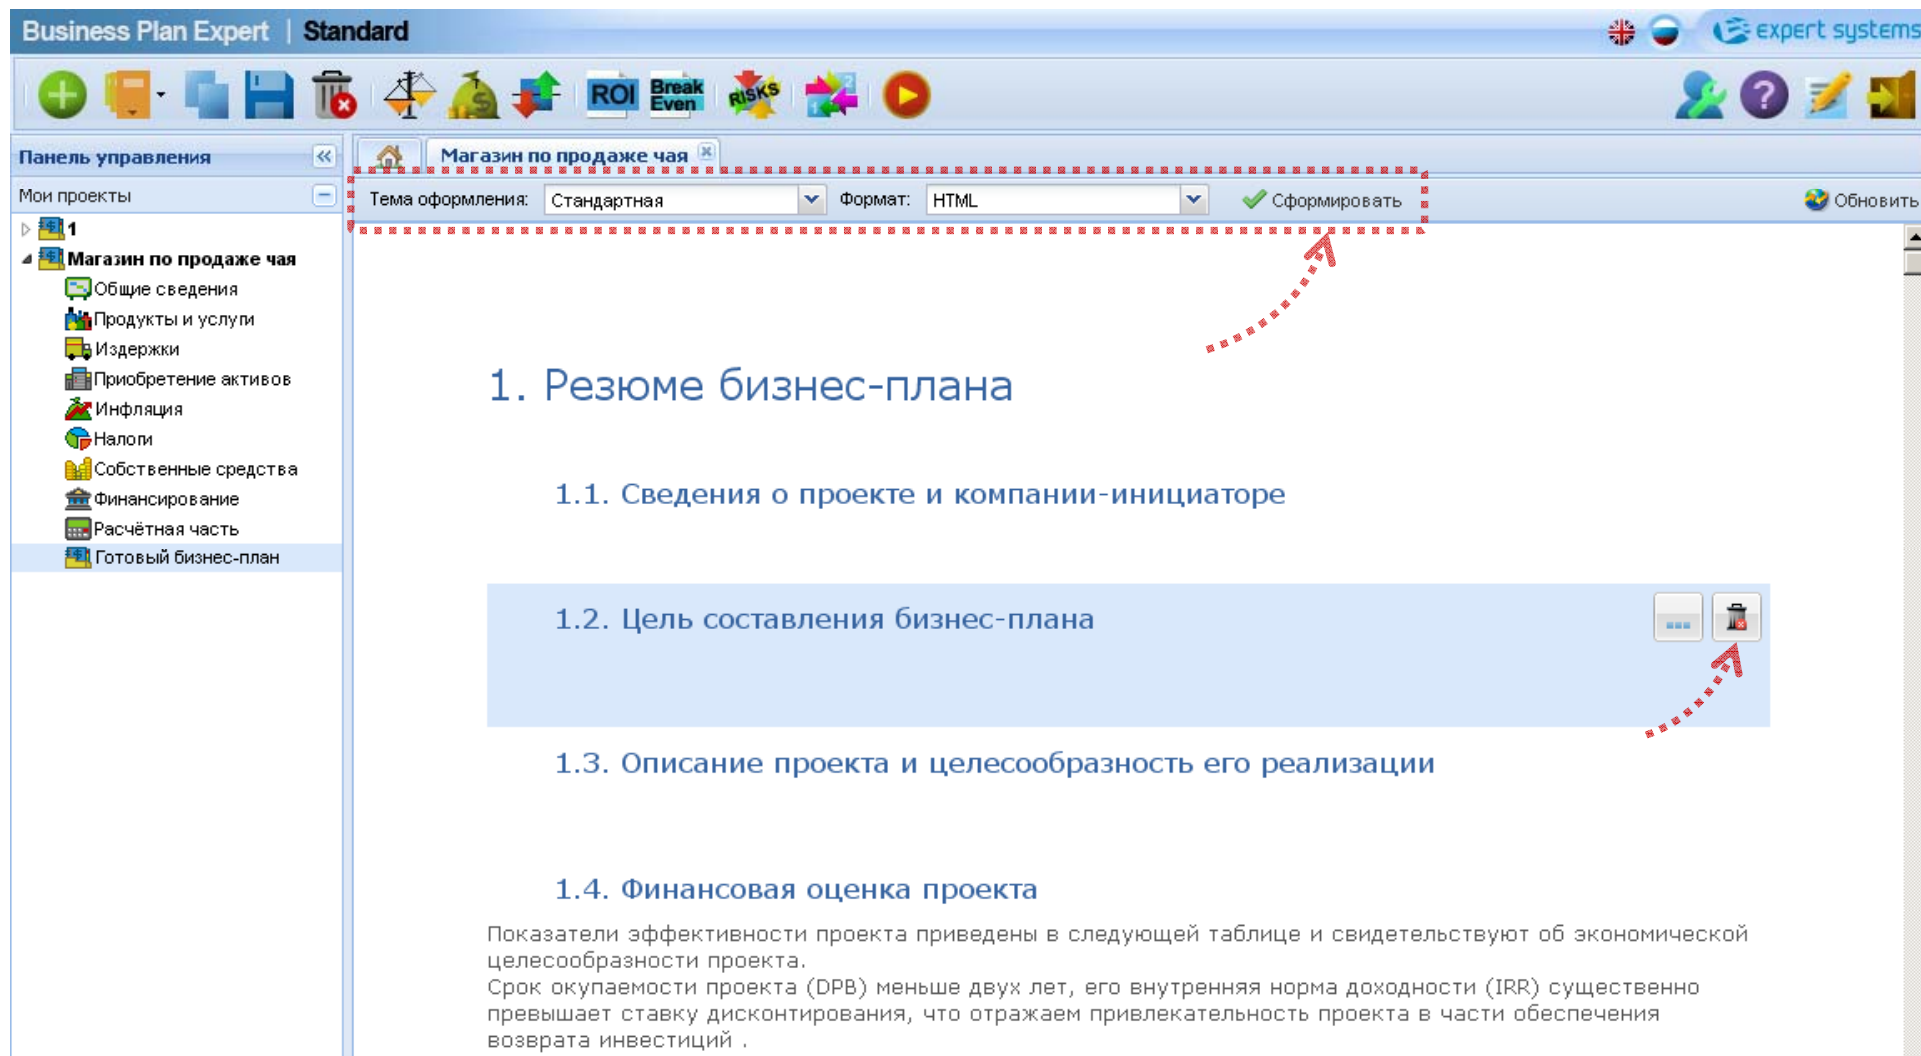 Business Plan Expert | Standard
expert systems
ROI
Break
Even
RISKS
2
1
?
Панель управления
Магазин по продаже чая
Мои проекты
Тема оформления: Стандартная Формат: HTML Сформировать Обновить
1
Магазин по продаже чая
Общие сведения
Продукты и услуги
Издержки
Приобретение активов
Инфляция
Налоги
Собственные средства
Финансирование
Расчётная часть
Готовый бизнес-план
1. Резюме бизнес-плана
1.1. Сведения о проекте и компании-инициаторе
1.2. Цель составления бизнес-плана
1.3. Описание проекта и целесообразность его реализации
1.4. Финансовая оценка проекта
Показатели эффективности проекта приведены в следующей таблице и свидетельствуют об экономической
целесообразности проекта.
Срок окупаемости проекта (DPB) меньше двух лет, его внутренняя норма доходности (IRR) существенно
превышает ставку дисконтирования, что отражаем привлекательность проекта в части обеспечения
возврата инвестиций .